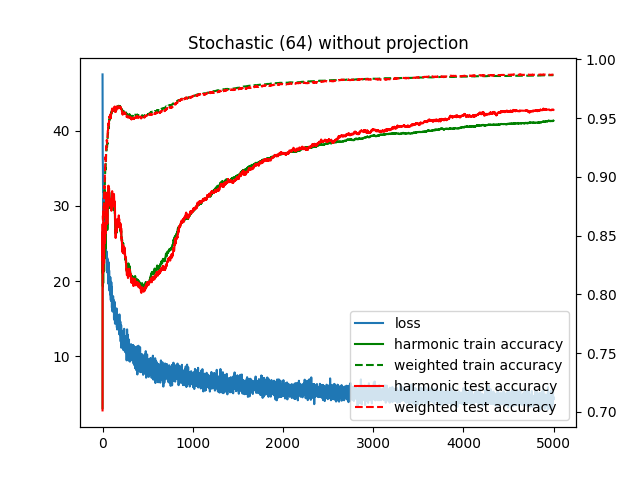 Stochastic (64) without projection
1.00
0.95
0.90
0.85
0.80
0.75
0.70
40
30
20
10
loss
harmonic train accuracy
weighted train accuracy
harmonic test accuracy
weighted test accuracy
0 1000 2000 3000 4000 5000